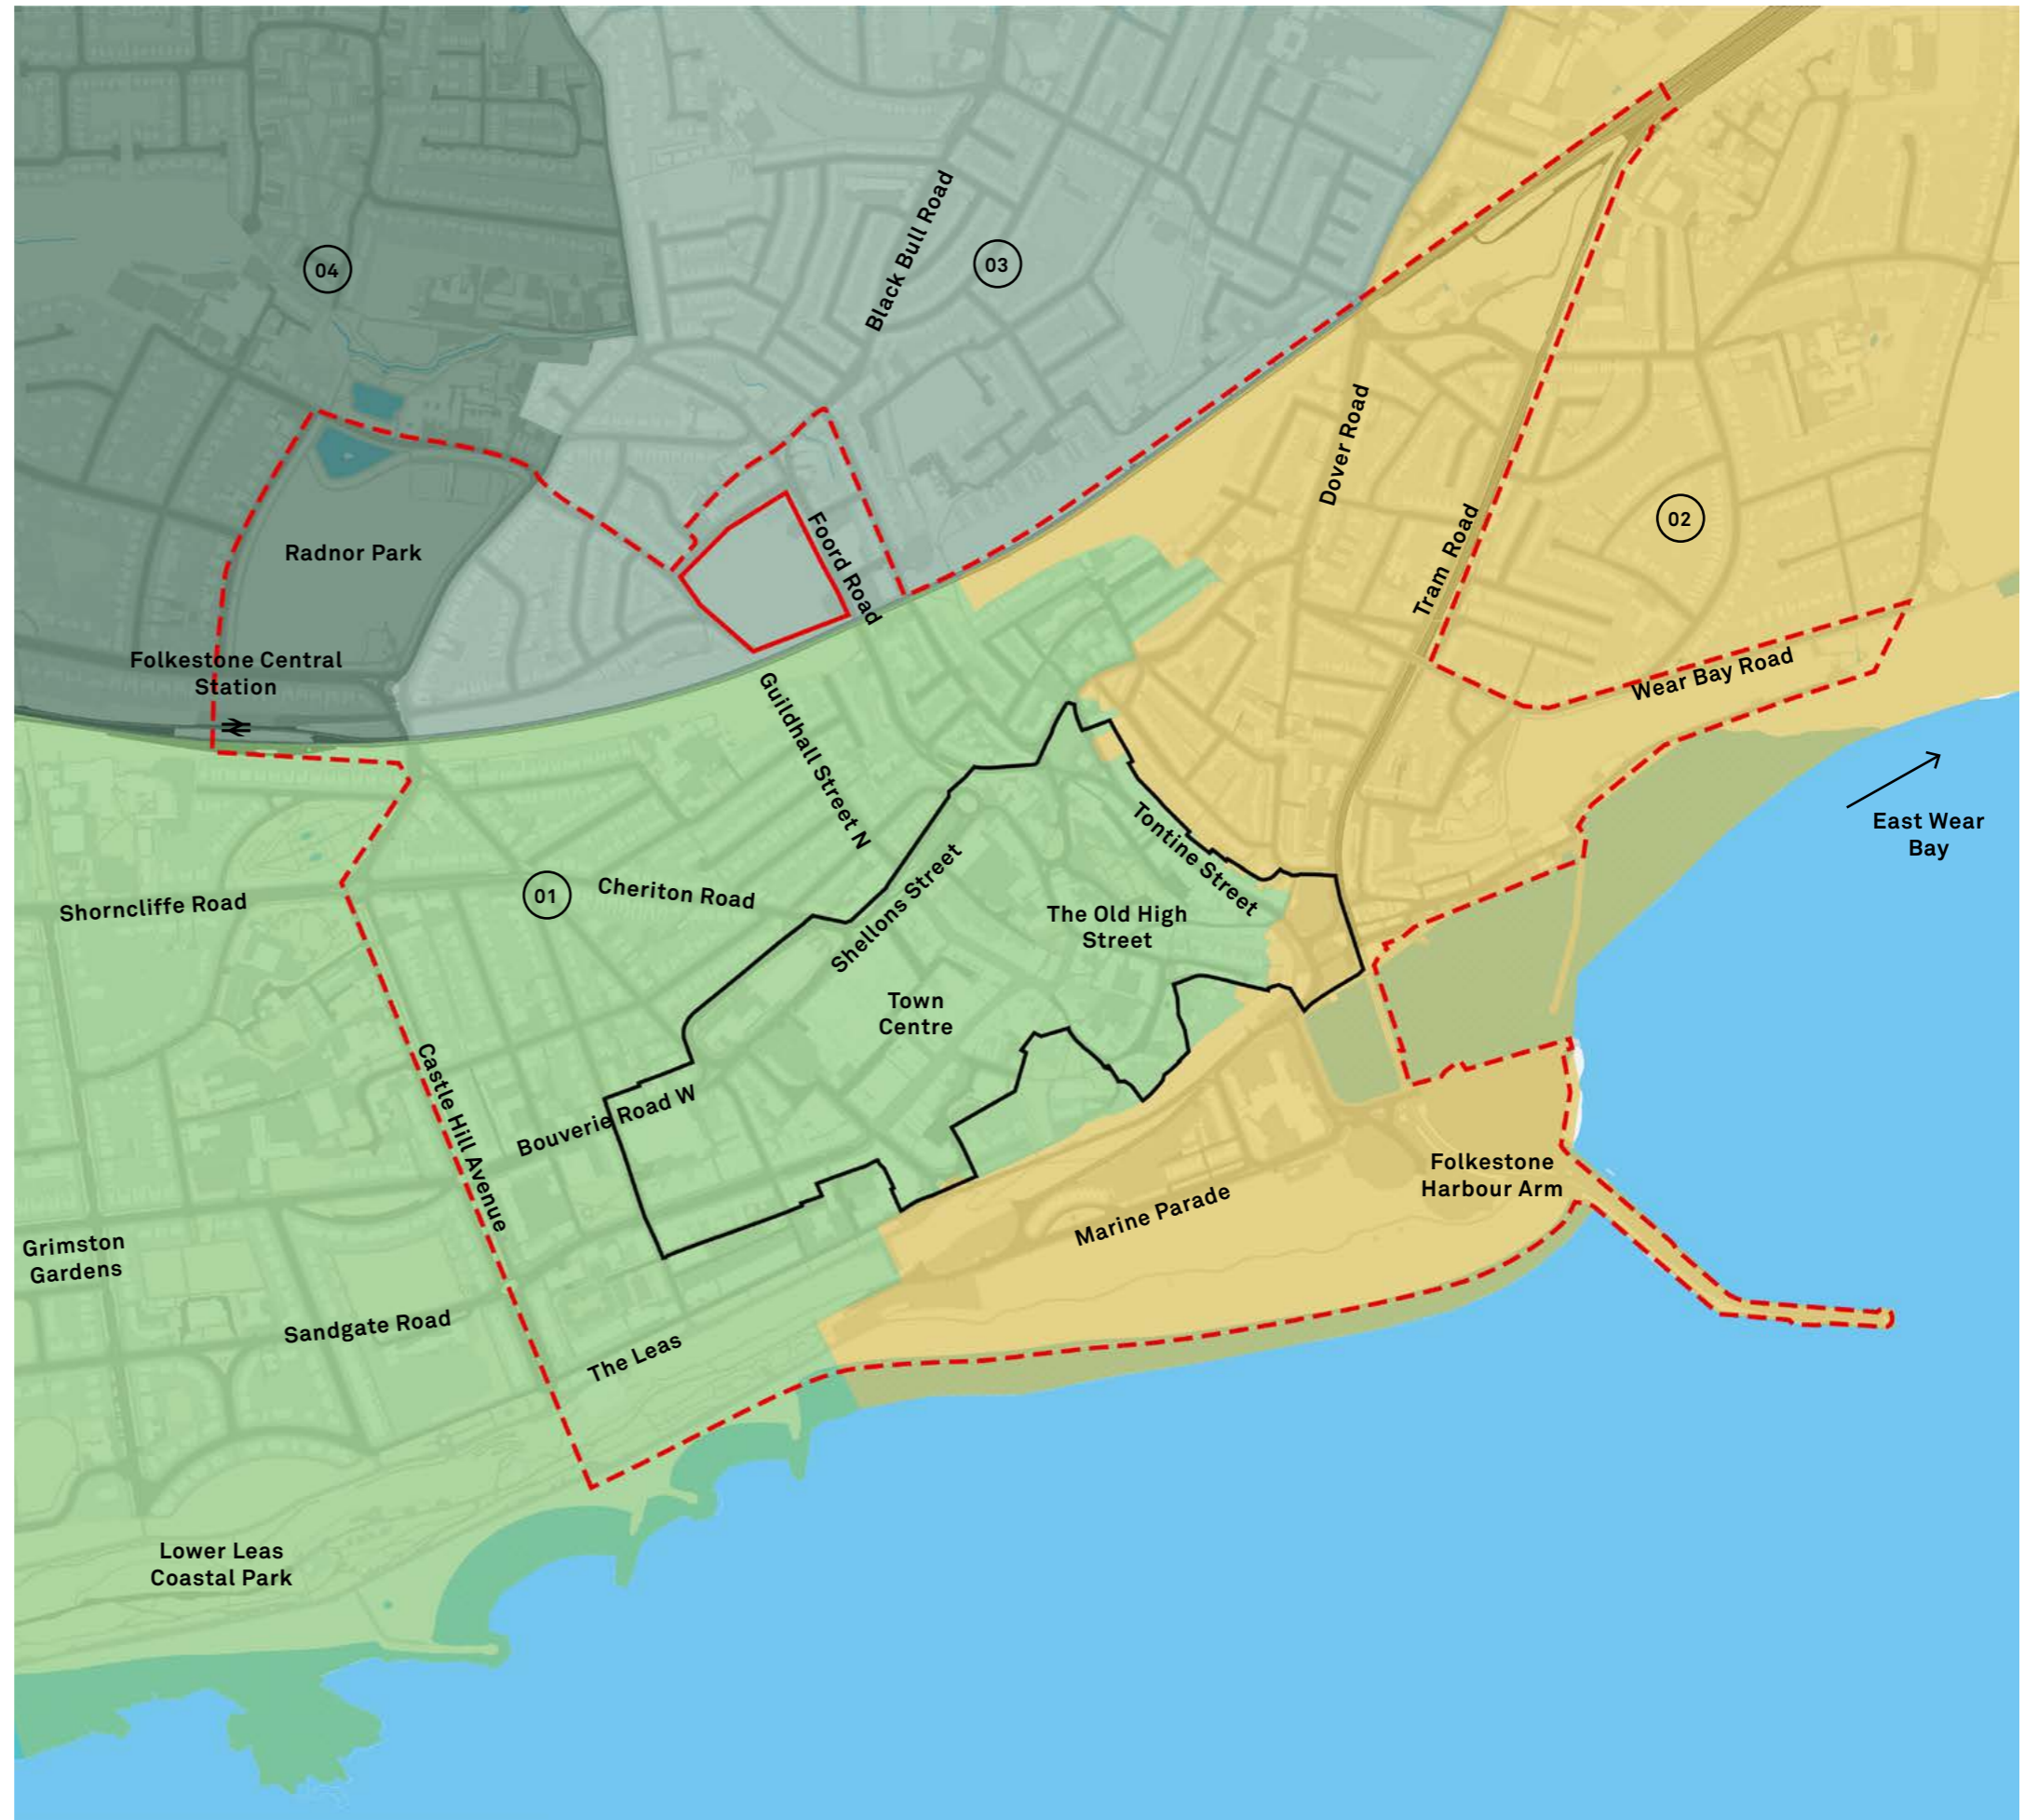 Black Bull Road
03
04
Dover Road
Foord Road
Tram Road
02
Radnor Park
Folkestone Central
Station
Wear Bay Road
Guildhall Street N
East Wear
Bay
Tontine Street
Shellons Street
01
Cheriton Road
Shorncliffe Road
The Old High
Street
Town
Centre
Castle Hill Avenue
Bouverie Road W
Folkestone
Harbour Arm
Marine Parade
Grimston
Gardens
Sandgate Road
The Leas
Lower Leas
Coastal Park